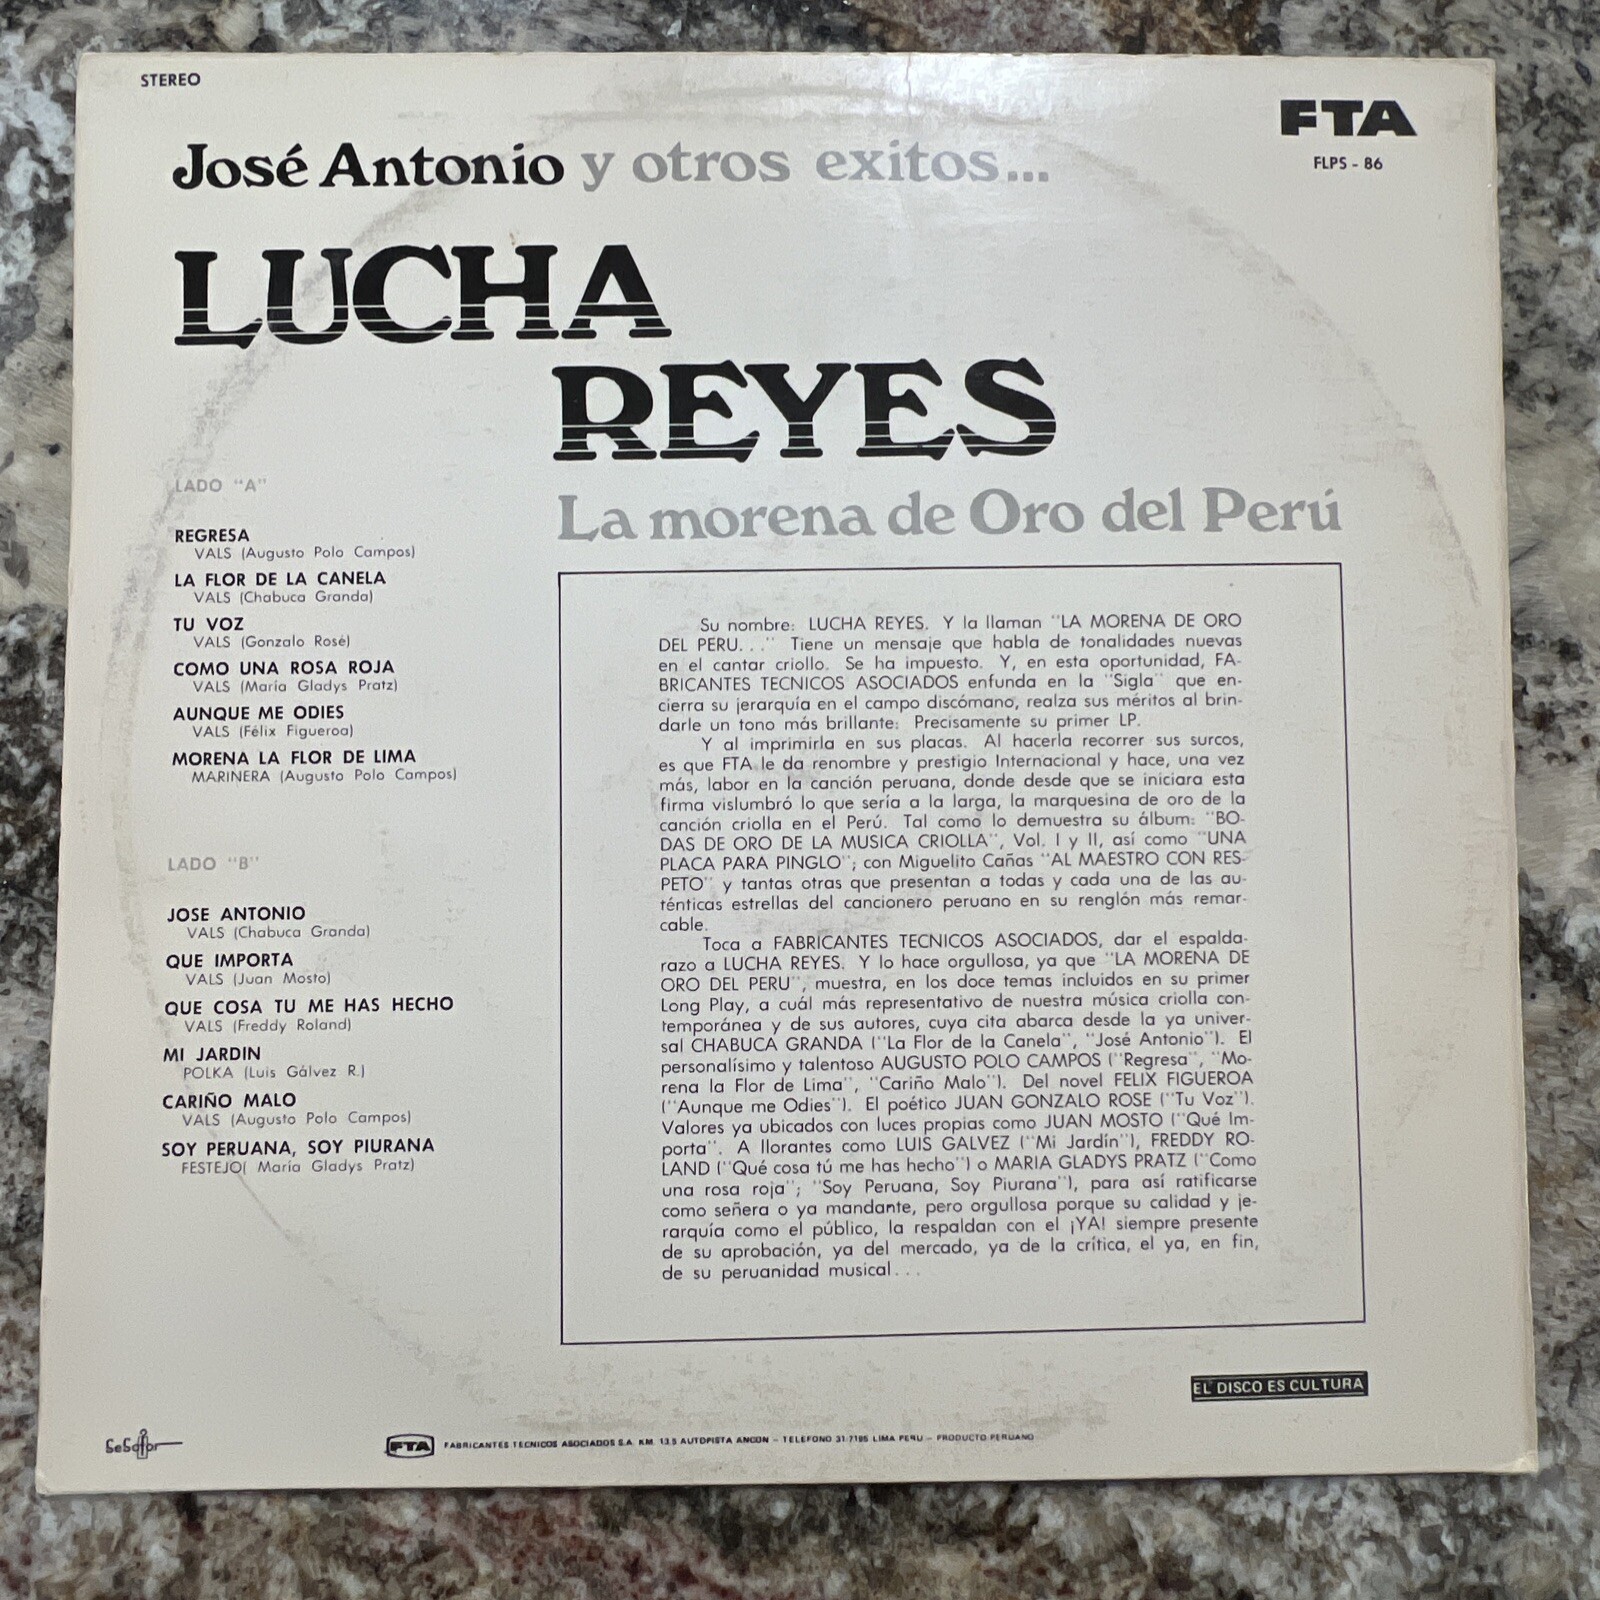 STEREO
FTA
FLPS - 86
José Antonio y otros exitos...
LUCHA
REYES
La morena de Oro del Perú
LADO "A"
REGRESA
VALS (Augusto Polo Campos)
LA FLOR DE LA CANELA
VALS (Chabuca Granda)
TU VOZ
VALS (Gonzalo Rosé)
COMO UNA ROSA ROJA
VALS (María Gladys Pratz)
AUNQUE ME ODIES
VALS (Félix Figueroa)
MORENA LA FLOR DE LIMA
MARINERA (Augusto Polo Campos)
LADO "B"
JOSE ANTONIO
VALS (Chabuca Granda)
QUE IMPORTA
VALS (Juan Mosto)
QUE COSA TU ME HAS HECHO
VALS (Freddy Roland)
MI JARDIN
POLKA (Luis Gálvez R.)
CARIÑO MALO
VALS (Augusto Polo Campos)
SOY PERUANA, SOY PIURANA
FESTEJO( María Gladys Pratz)
Su nombre: LUCHA REYES. Y la llaman "LA MORENA DE ORO
DEL PERU. . ." Tiene un mensaje que habla de tonalidades nuevas
en el cantar criollo. Se ha impuesto. Y, en esta oportunidad, FA-
BRICANTES TECNICOS ASOCIADOS enfunda en la "Sigla" que en-
cierra su jerarquía en el campo discómano, realza sus méritos al brin-
darle un tono más brillante: Precisamente su primer LP.
Y al imprimirla en sus placas. Al hacerla recorrer sus surcos,
es que FTA le da renombre y prestigio Internacional y hace, una vez
más, labor en la canción peruana, donde desde que se iniciara esta
firma vislumbró lo que sería a la larga, la marquesina de oro de la
canción criolla en el Perú. Tal como lo demuestra su álbum: "BO-
DAS DE ORO DE LA MUSICA CRIOLLA", Vol. I y II, así como "UNA
PLACA PARA PINGLO"; con Miguelito Cañas "AL MAESTRO CON RES-
PETO" y tantas otras que presentan a todas y cada una de las au-
ténticas estrellas del cancionero peruano en su renglón más remar-
cable.
Toca a FABRICANTES TECNICOS ASOCIADOS, dar el espalda-
razo a LUCHA REYES. Y lo hace orgullosa, ya que "LA MORENA DE
ORO DEL PERU", muestra, en los doce temas incluidos en su primer
Long Play, a cuál más representativo de nuestra música criolla con-
temporánea y de sus autores, cuya cita abarca desde la ya univer-
sal CHABUCA GRANDA ("La Flor de la Canela", "José Antonio"). El
personalísimo y talentoso AUGUSTO POLO CAMPOS ("Regresa", "Mo-
rena la Flor de Lima", "Cariño Malo"). Del novel FELIX FIGUEROA
("Aunque me Odies"). El poético JUAN GONZALO ROSE ("Tu Voz").
Valores ya ubicados con luces propias como JUAN MOSTO ("Qué Im-
porta". A llorantes como LUIS GALVEZ ("Mi Jardín"), FREDDY RO-
LAND ("Qué cosa tú me has hecho") o MARIA GLADYS PRATZ ("Como
una rosa roja"; "Soy Peruana, Soy Piurana"), para así ratificarse
como señera o ya mandante, pero orgullosa porque su calidad y je-
rarquía como el público, la respaldan con el ¡YA! siempre presente
de su aprobación, ya del mercado, ya de la crítica, el ya, en fin,
de su peruanidad musical. . .
EL DISCO ES CULTURA
FTA FABRICANTES TECNICOS ASOCIADOS S.A. KM. 13.5 AUTOPISTA ANCON - TELEFONO 31-7195 LIMA PERU - PRODUCTO PERUANO